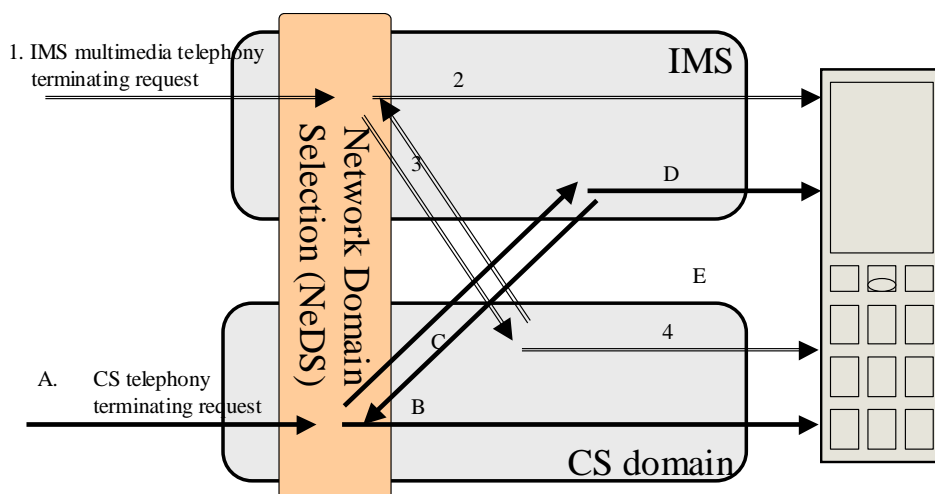 1. IMS multimedia telephony
terminating request
IMS
2
Network Domain
Selection (NeDS)
3
D
E
C
4
A. CS telephony
terminating request
B
CS domain